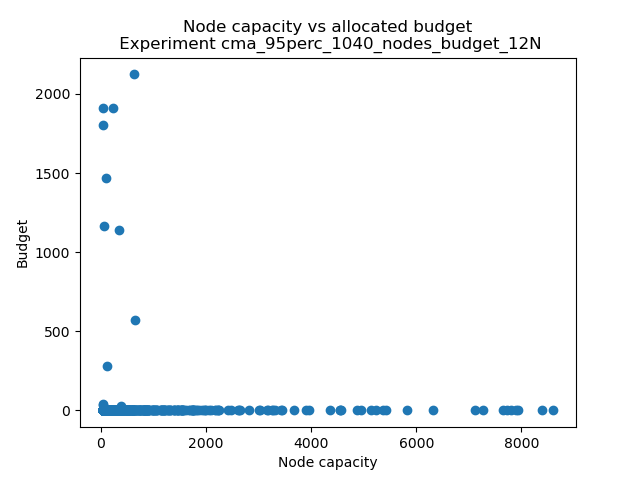 Node capacity vs allocated budget
Experiment cma_95perc_1040_nodes_budget_12N
2000
1500
1000
500
0
Budget
0 2000 4000 6000 8000
Node capacity